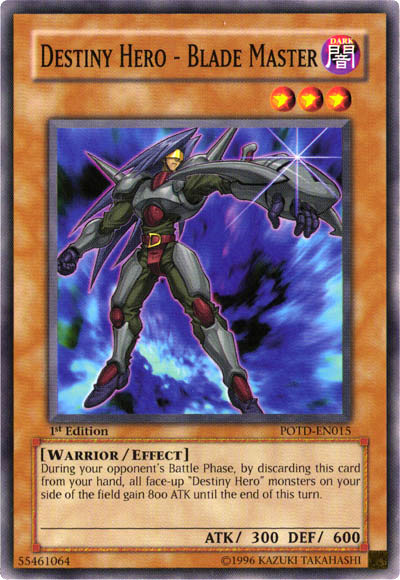 DESTINY HERO - BLADE MASTER
DARK
闇
1st Edition
POTD-EN015
[WARRIOR / EFFECT]
During your opponent's Battle Phase, by discarding this card
from your hand, all face-up "Destiny Hero" monsters on your
side of the field gain 800 ATK until the end of this turn.
ATK/ 300 DEF/ 600
55461064
©1996 KAZUKI TAKAHASHI